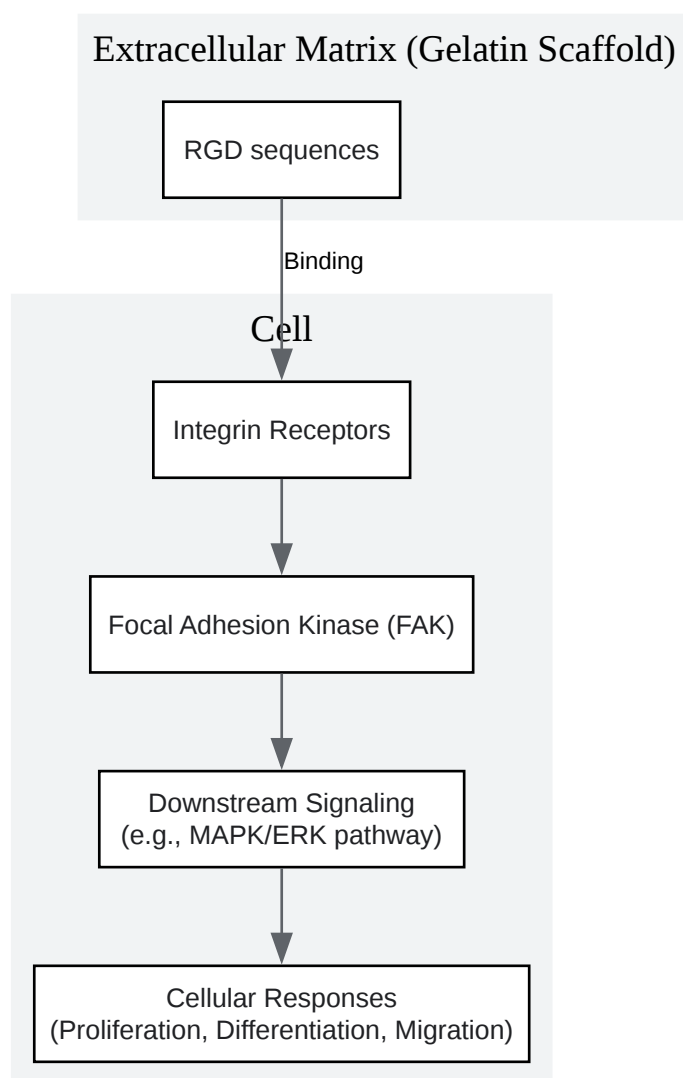 Extracellular Matrix (Gelatin Scaffold)
RGD sequences
Binding
Cell
Integrin Receptors
Focal Adhesion Kinase (FAK)
Downstream Signaling
(e.g., MAPK/ERK pathway)
Cellular Responses
(Proliferation, Differentiation, Migration)